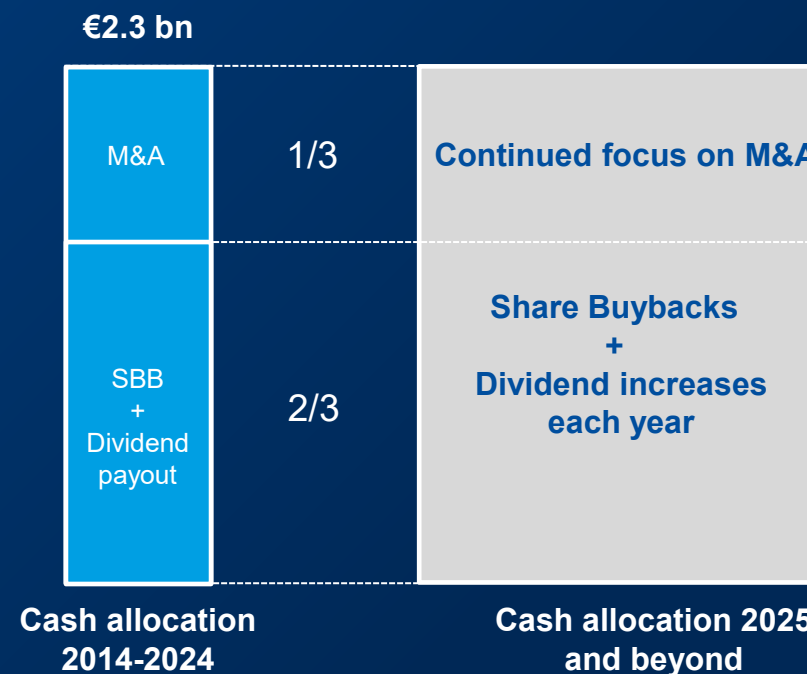 €2.3 bn
M&A
1/3
Continued focus on M&A
SBB
+
Dividend
payout
2/3
Share Buybacks
+
Dividend increases
each year
Cash allocation
2014-2024
Cash allocation 2025
and beyond